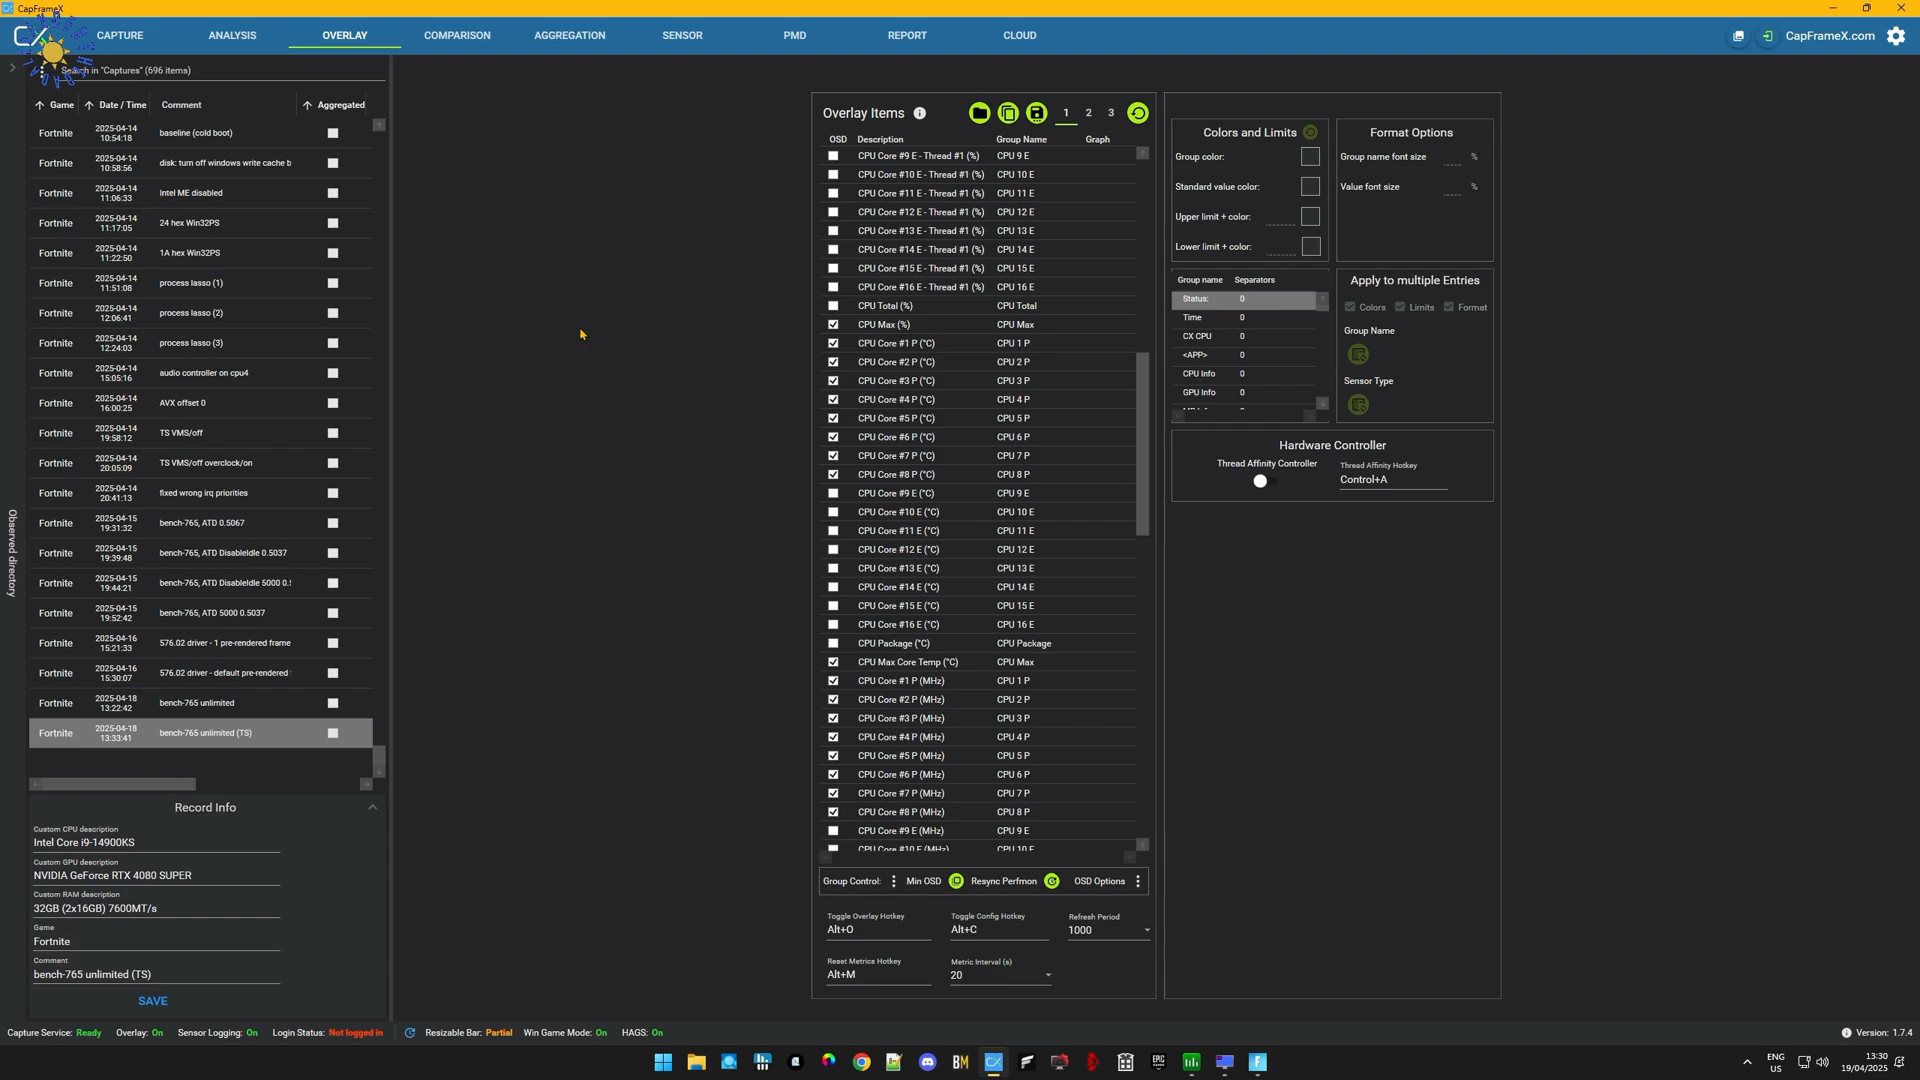 CapFrameX
CX CAPTURE ANALYSIS OVERLAY COMPARISON AGGREGATION SENSOR PMD REPORT CLOUD CapFrameX.com
Search in "Captures" (696 items)
Game Date / Time Comment Aggregated
Fortnite 2025-04-14 10:54:18 baseline (cold boot)
Fortnite 2025-04-14 10:58:56 disk: turn off windows write cache b
Fortnite 2025-04-14 11:06:33 Intel ME disabled
Fortnite 2025-04-14 11:17:05 24 hex Win32PS
Fortnite 2025-04-14 11:22:50 1A hex Win32PS
Fortnite 2025-04-14 11:51:08 process lasso (1)
Fortnite 2025-04-14 12:06:41 process lasso (2)
Fortnite 2025-04-14 12:24:03 process lasso (3)
Fortnite 2025-04-14 15:05:16 audio controller on cpu4
Fortnite 2025-04-14 16:00:25 AVX offset 0
Fortnite 2025-04-14 19:58:12 TS VMS/off
Fortnite 2025-04-14 20:05:09 TS VMS/off overclock/on
Fortnite 2025-04-14 20:41:13 fixed wrong irq priorities
Fortnite 2025-04-15 19:31:32 bench-765, ATD 0.5067
Fortnite 2025-04-15 19:39:48 bench-765, ATD DisableIdle 0.5037
Fortnite 2025-04-15 19:44:21 bench-765, ATD DisableIdle 5000 0.!
Fortnite 2025-04-15 19:52:42 bench-765, ATD 5000 0.5037
Fortnite 2025-04-16 15:21:33 576.02 driver - 1 pre-rendered frame
Fortnite 2025-04-16 15:30:07 576.02 driver - default pre-rendered
Fortnite 2025-04-18 13:22:42 bench-765 unlimited
Fortnite 2025-04-18 13:33:41 bench-765 unlimited (TS)
Observed directory
Record Info
Custom CPU description
Intel Core i9-14900KS
Custom GPU description
NVIDIA GeForce RTX 4080 SUPER
Custom RAM description
32GB (2x16GB) 7600MT/s
Game
Fortnite
Comment
bench-765 unlimited (TS)
SAVE
Overlay Items 1 2 3
OSD Description Group Name Graph
CPU Core #9 E - Thread #1 (%) CPU 9 E
CPU Core #10 E - Thread #1 (%) CPU 10 E
CPU Core #11 E - Thread #1 (%) CPU 11 E
CPU Core #12 E - Thread #1 (%) CPU 12 E
CPU Core #13 E - Thread #1 (%) CPU 13 E
CPU Core #14 E - Thread #1 (%) CPU 14 E
CPU Core #15 E - Thread #1 (%) CPU 15 E
CPU Core #16 E - Thread #1 (%) CPU 16 E
CPU Total (%) CPU Total
CPU Max (%) CPU Max
CPU Core #1 P (°C) CPU 1 P
CPU Core #2 P (°C) CPU 2 P
CPU Core #3 P (°C) CPU 3 P
CPU Core #4 P (°C) CPU 4 P
CPU Core #5 P (°C) CPU 5 P
CPU Core #6 P (°C) CPU 6 P
CPU Core #7 P (°C) CPU 7 P
CPU Core #8 P (°C) CPU 8 P
CPU Core #9 E (°C) CPU 9 E
CPU Core #10 E (°C) CPU 10 E
CPU Core #11 E (°C) CPU 11 E
CPU Core #12 E (°C) CPU 12 E
CPU Core #13 E (°C) CPU 13 E
CPU Core #14 E (°C) CPU 14 E
CPU Core #15 E (°C) CPU 15 E
CPU Core #16 E (°C) CPU 16 E
CPU Package (°C) CPU Package
CPU Max Core Temp (°C) CPU Max
CPU Core #1 P (MHz) CPU 1 P
CPU Core #2 P (MHz) CPU 2 P
CPU Core #3 P (MHz) CPU 3 P
CPU Core #4 P (MHz) CPU 4 P
CPU Core #5 P (MHz) CPU 5 P
CPU Core #6 P (MHz) CPU 6 P
CPU Core #7 P (MHz) CPU 7 P
CPU Core #8 P (MHz) CPU 8 P
CPU Core #9 E (MHz) CPU 9 E
CPU Core #10 E (MHz) CPU 10 E
Group Control: Min OSD Resync Perfmon OSD Options
Toggle Overlay Hotkey Toggle Config Hotkey Refresh Period
Alt+O Alt+C 1000
Reset Metrics Hotkey Metric Interval (s)
Alt+M 20
Colors and Limits
Group color:
Standard value color:
Upper limit + color:
Lower limit + color:
Format Options
Group name font size %
Value font size %
Group name Separators
Status: 0
Time 0
CX CPU 0
<APP> 0
CPU Info 0
GPU Info 0
Apply to multiple Entries
Colors Limits Format
Group Name
Sensor Type
Hardware Controller
Thread Affinity Controller Thread Affinity Hotkey
Control+A
Capture Service: Ready Overlay: On Sensor Logging: On Login Status: Not logged in Resizable Bar: Partial Win Game Mode: On HAGS: On Version: 1.7.4
BM CX EPIC GAMES ENG US 13:30 19/04/2025